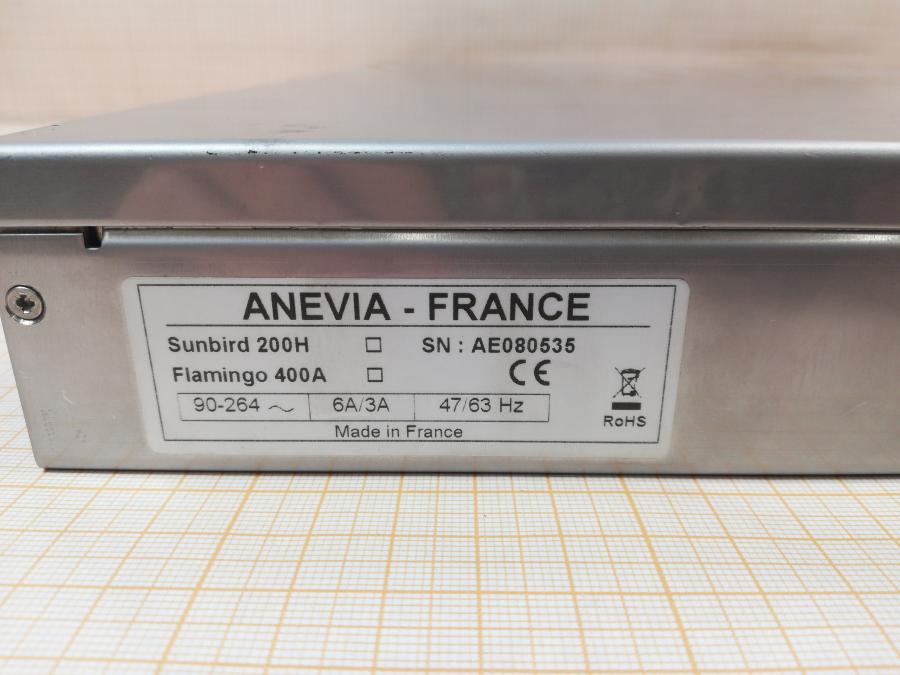 ANEVIA - FRANCE
Sunbird 200H ☐ SN : AE080535
Flamingo 400A ☐ CE
90-264 ~ 6A/3A 47/63 Hz
RoHS
Made in France